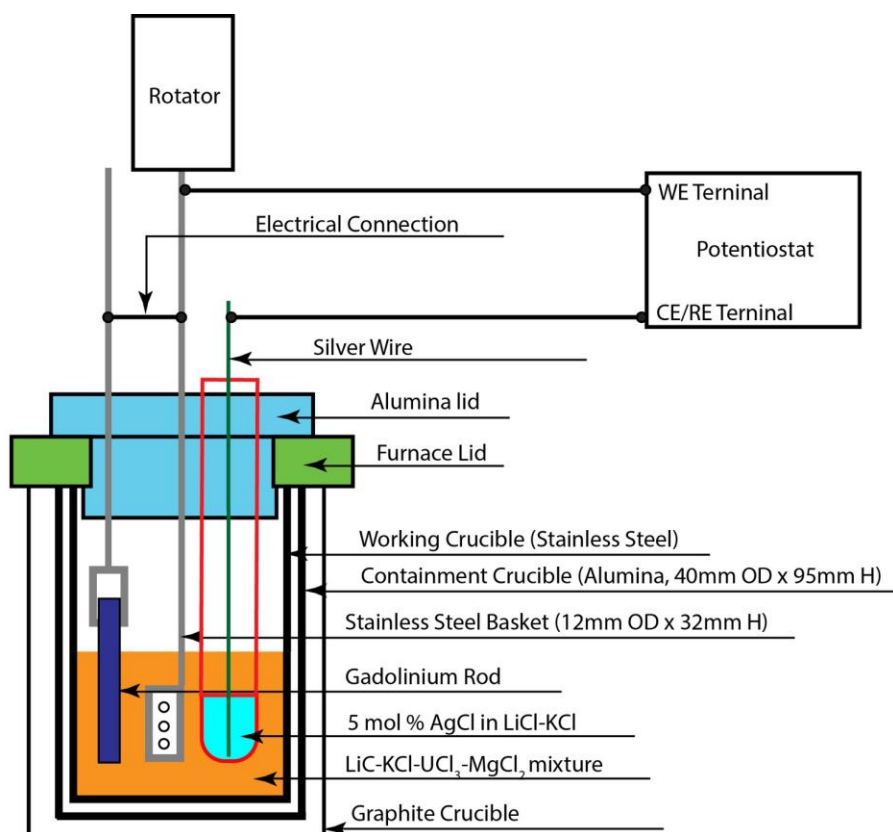 Rotator
WE Terninal
Electrical Connection
Potentiostat
CE/RE Terninal
Silver Wire
Alumina lid
Furnace Lid
Working Crucible (Stainless Steel)
Containment Crucible (Alumina, 40mm OD x 95mm H)
Stainless Steel Basket (12mm OD x 32mm H)
Gadolinium Rod
5 mol % AgCl in LiCl-KCl
LiC-KCl-UCl₃-MgCl₂ mixture
Graphite Crucible